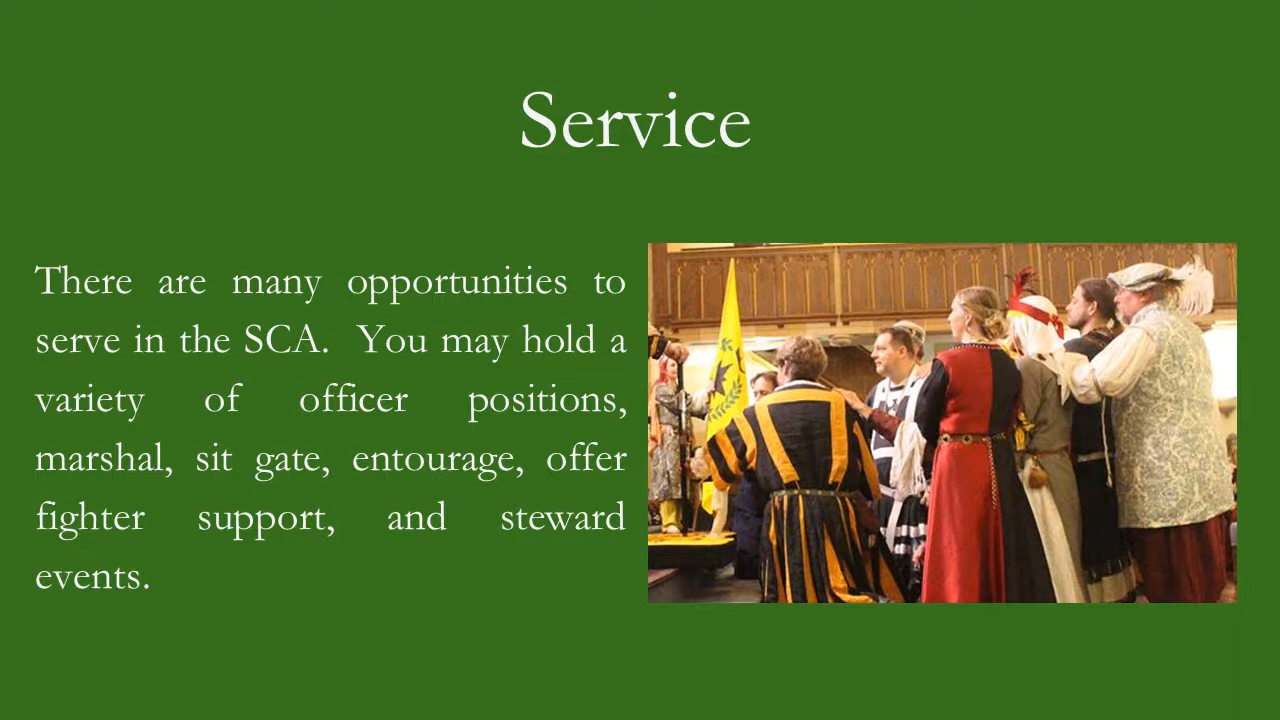 Service
There are many opportunities to
serve in the SCA.  You may hold a
variety of officer positions,
marshal, sit gate, entourage, offer
fighter support, and steward
events.